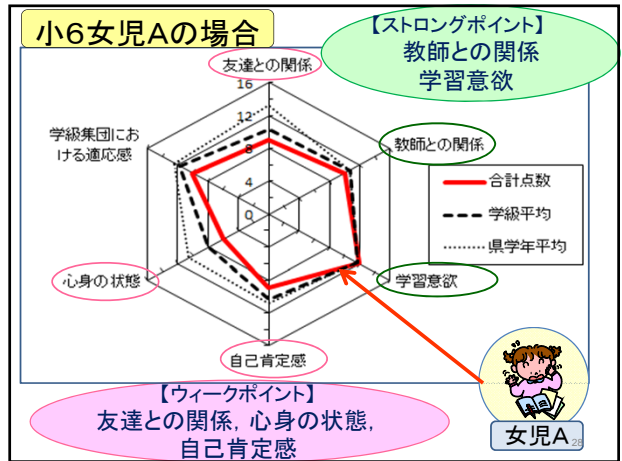 小6女児Aの場合
【ストロングポイント】
教師との関係
学習意欲
友達との関係
16
12
8
4
0
学級集団にお
ける適応感
教師との関係
合計点数
学級平均
県学年平均
心身の状態
学習意欲
自己肯定感
【ウィークポイント】
友達との関係，心身の状態，
自己肯定感
女児A
28